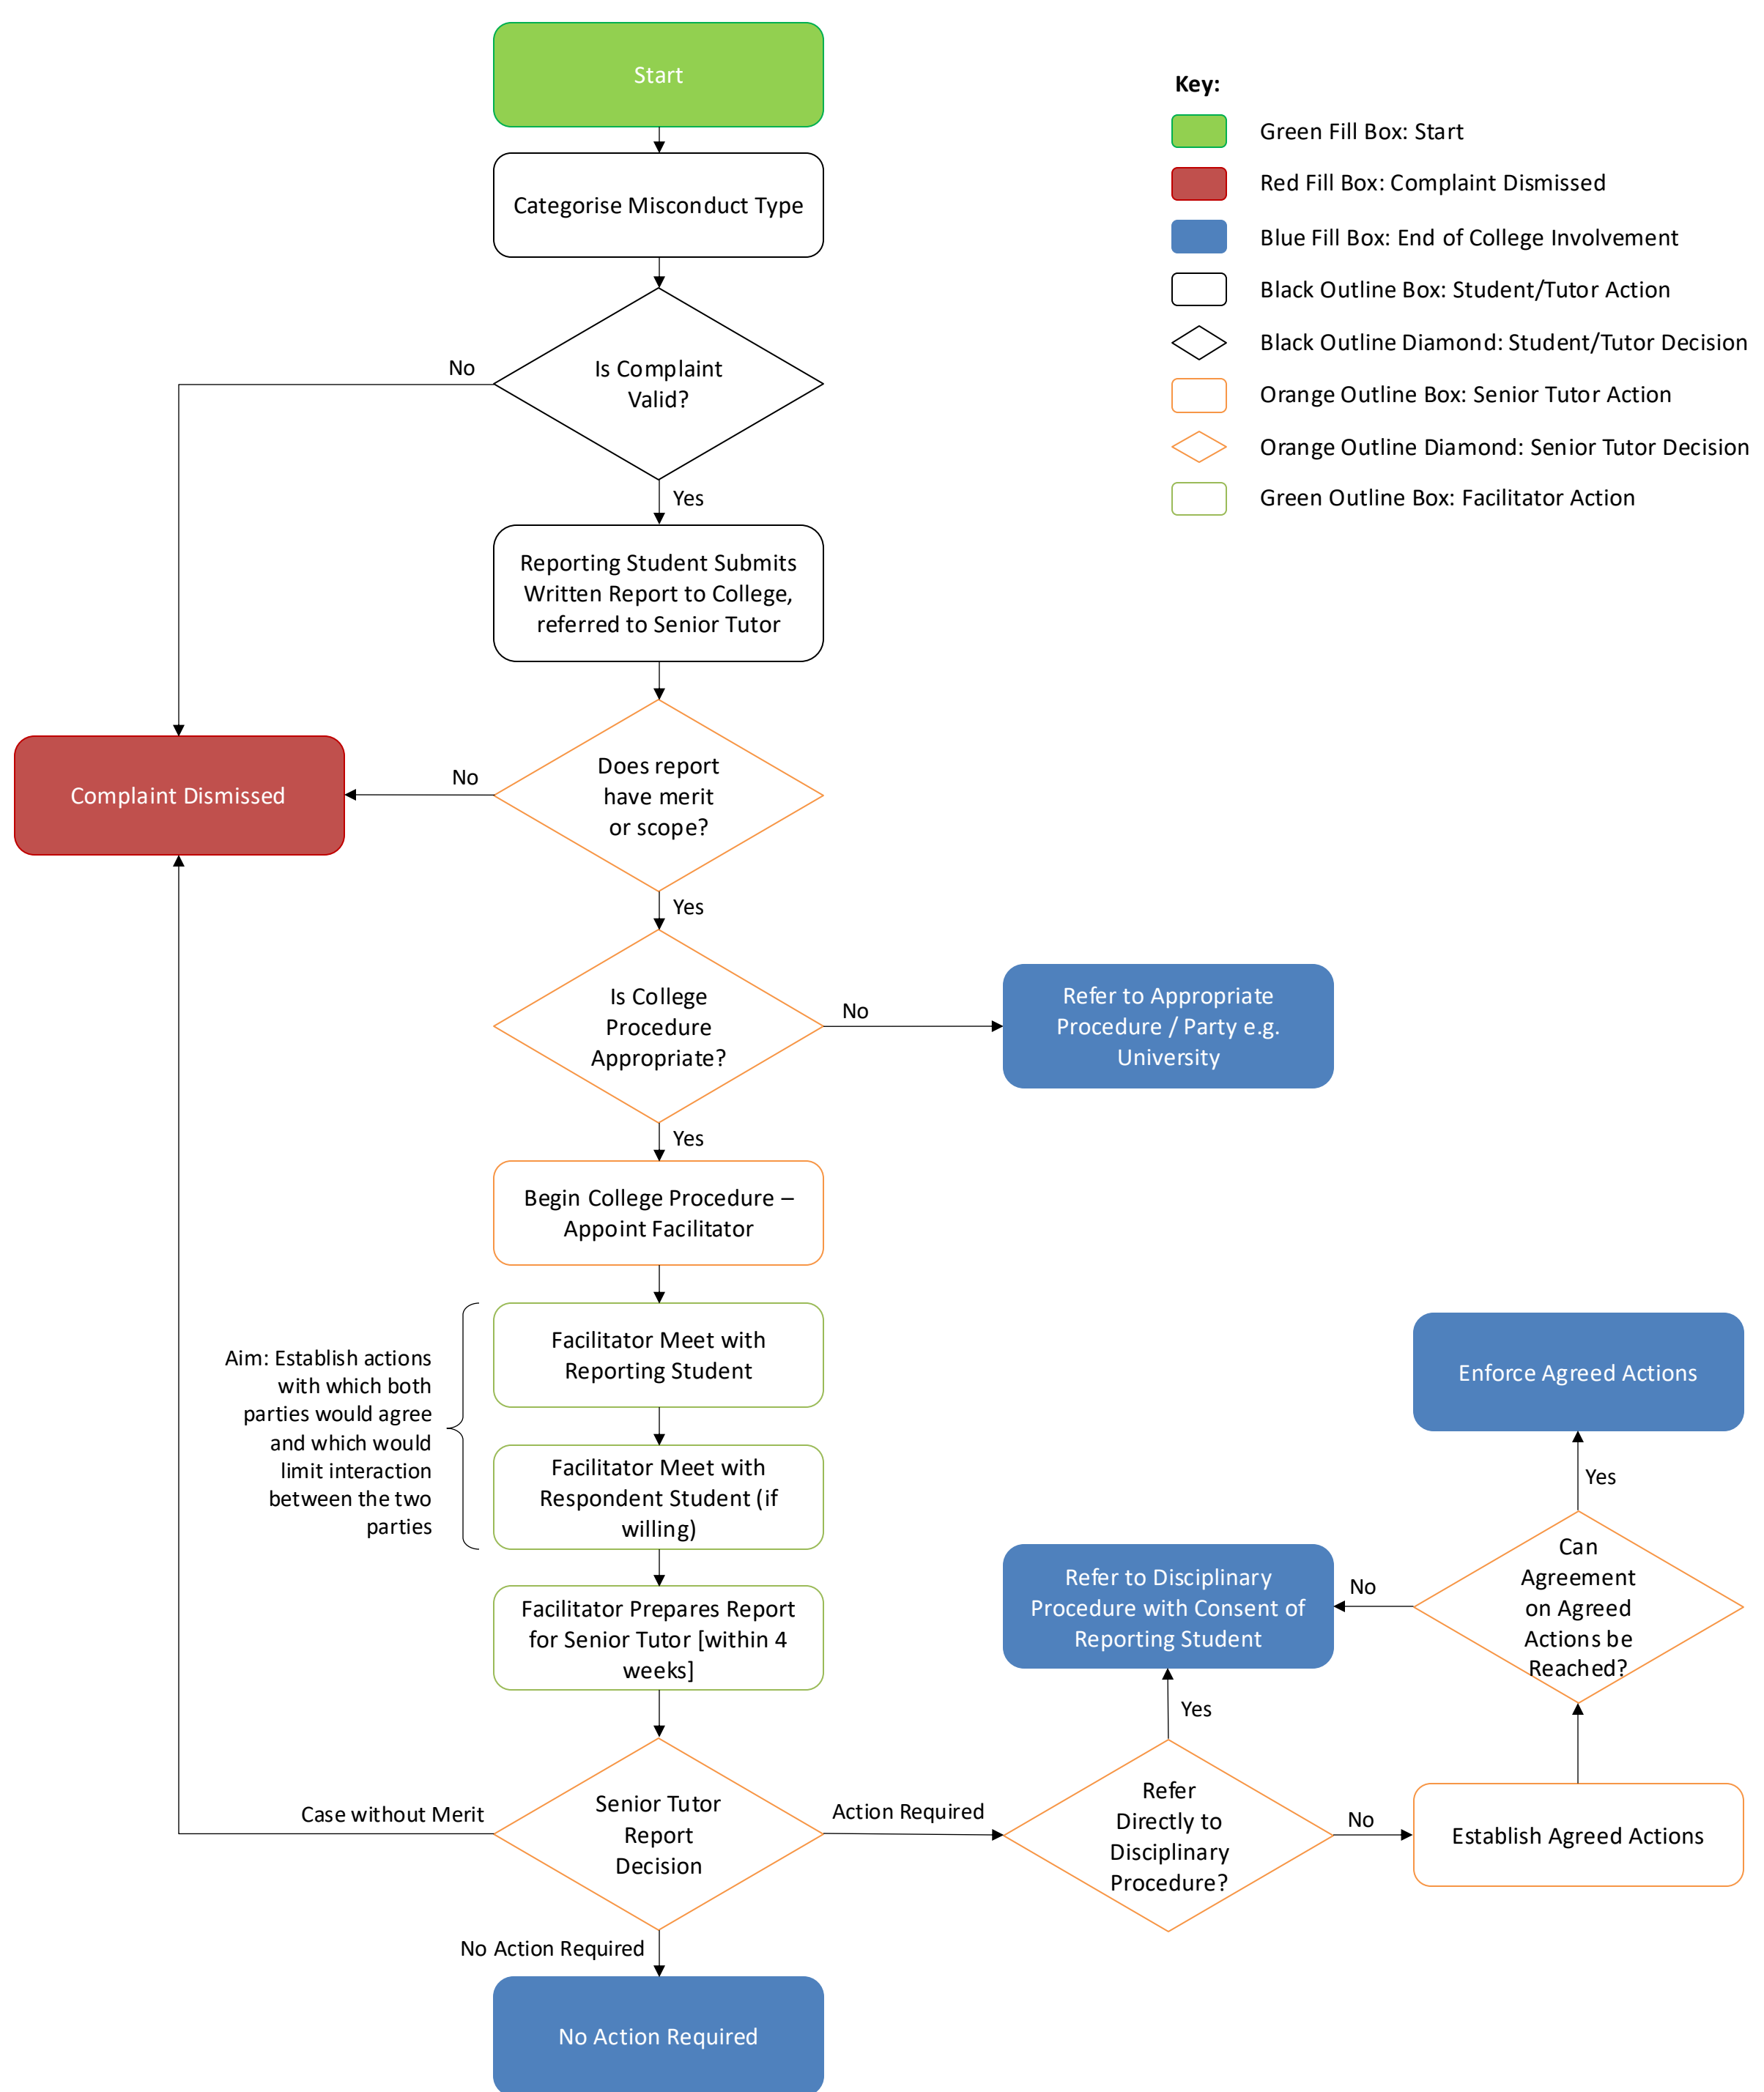 Start
Key:
Green Fill Box: Start
Red Fill Box: Complaint Dismissed
Blue Fill Box: End of College Involvement
Black Outline Box: Student/Tutor Action
Black Outline Diamond: Student/Tutor Decision
Orange Outline Box: Senior Tutor Action
Orange Outline Diamond: Senior Tutor Decision
Green Outline Box: Facilitator Action
Categorise Misconduct Type
Is Complaint
Valid?
No
Yes
Reporting Student Submits
Written Report to College,
referred to Senior Tutor
Does report
have merit
or scope?
No
Complaint Dismissed
Yes
Is College
Procedure
Appropriate?
No
Refer to Appropriate
Procedure / Party e.g.
University
Yes
Begin College Procedure –
Appoint Facilitator
Aim: Establish actions
with which both
parties would agree
and which would
limit interaction
between the two
parties
Facilitator Meet with
Reporting Student
Facilitator Meet with
Respondent Student (if
willing)
Facilitator Prepares Report
for Senior Tutor [within 4
weeks]
Senior Tutor
Report
Decision
Case without Merit
Action Required
No Action Required
No Action Required
Refer
Directly to
Disciplinary
Procedure?
Yes
Refer to Disciplinary
Procedure with Consent of
Reporting Student
No
Establish Agreed Actions
Can
Agreement
on Agreed
Actions be
Reached?
No
Yes
Enforce Agreed Actions